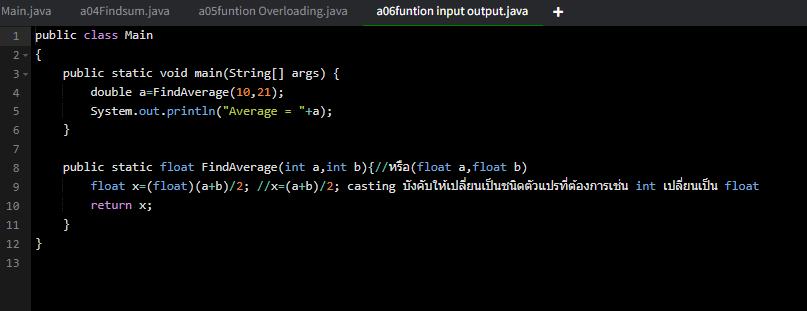 Main.java a04Findsum.java a05funtion Overloading.java a06funtion input output.java +
1 public class Main
2 {
3 public static void main(String[] args) {
4 double a=FindAverage(10,21);
5 System.out.println("Average = "+a);
6 }
7
8 public static float FindAverage(int a,int b){//หรือ(float a,float b)
9 float x=(float)(a+b)/2; //x=(a+b)/2; casting บังคับให้เปลี่ยนเป็นชนิดตัวแปรที่ต้องการเช่น int เปลี่ยนเป็น float
10 return x;
11 }
12 }
13